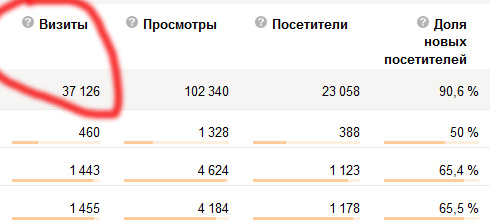 Визиты Просмотры Посетители Доля
новых
посетителей
37 126 102 340 23 058 90,6 %
460 1 328 388 50 %
1 443 4 624 1 123 65,4 %
1 455 4 184 1 178 65,5 %